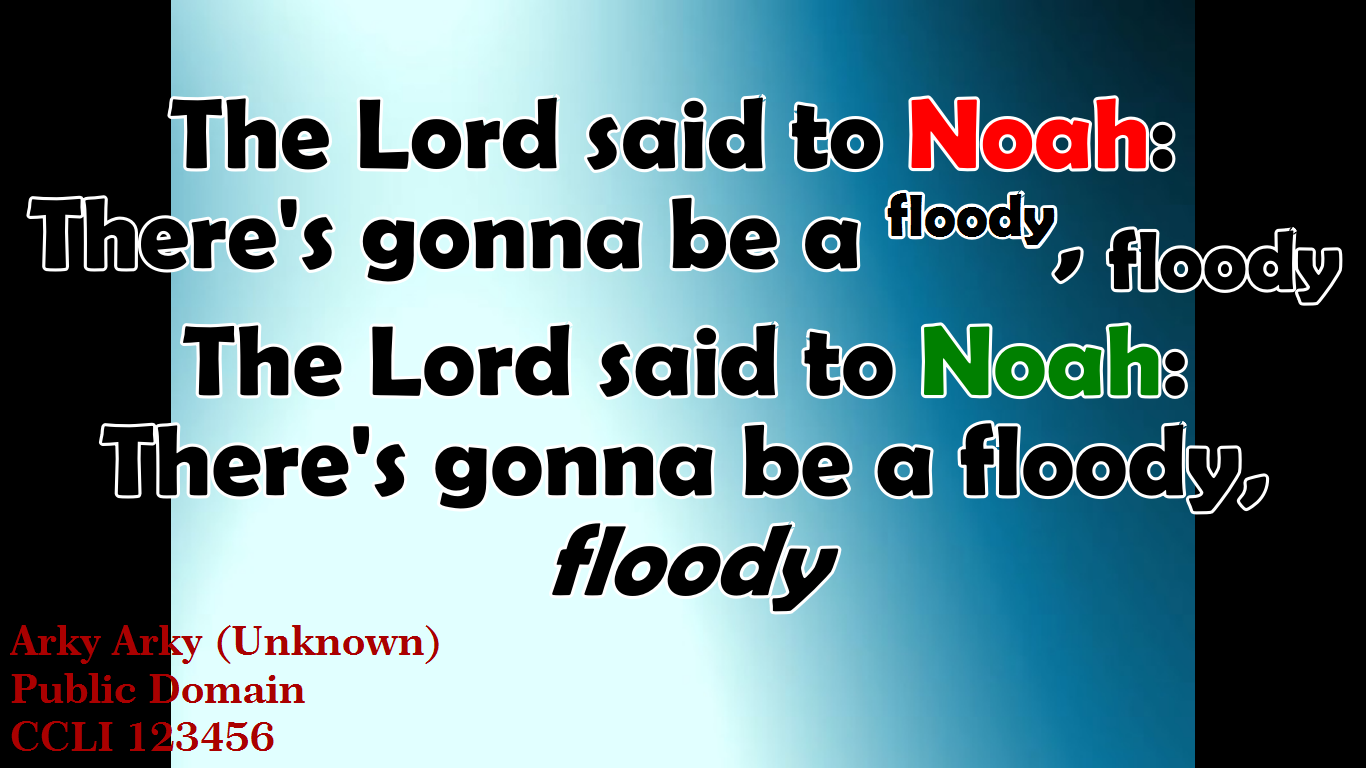 The Lord said to Noah:
There's gonna be a floody, floody
The Lord said to Noah:
There's gonna be a floody,
floody
Arky Arky (Unknown)
Public Domain
CCLI 123456